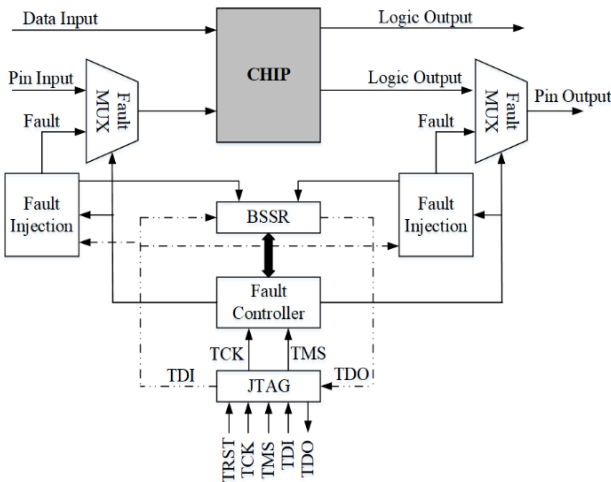 Data Input
Logic Output
CHIP
Pin Input
Fault
MUX
Logic Output
Fault
MUX
Pin Output
Fault
Fault
Fault
Injection
BSSR
Fault
Injection
Fault
Controller
TCK
TMS
TDI
JTAG
TDO
TRST
TCK
TMS
TDI
TDO